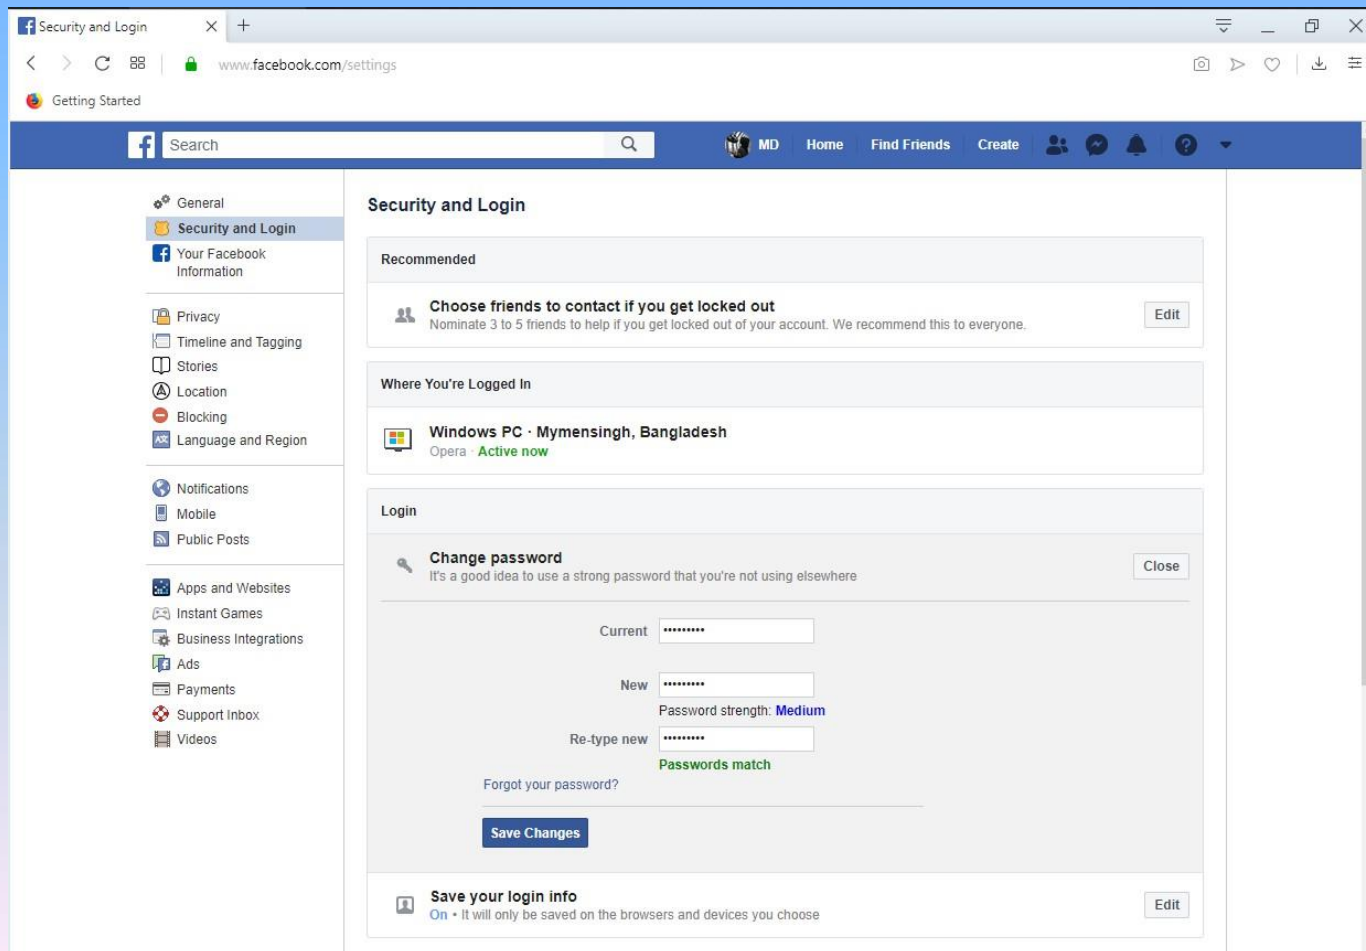 Security and Login
www.facebook.com/settings
Getting Started
Search
MD Home Find Friends Create
General
Security and Login
Your Facebook
Information
Privacy
Timeline and Tagging
Stories
Location
Blocking
Language and Region
Notifications
Mobile
Public Posts
Apps and Websites
Instant Games
Business Integrations
Ads
Payments
Support Inbox
Videos
Security and Login
Recommended
Choose friends to contact if you get locked out
Nominate 3 to 5 friends to help if you get locked out of your account. We recommend this to everyone.
Edit
Where You're Logged In
Windows PC · Mymensingh, Bangladesh
Opera · Active now
Login
Change password
It's a good idea to use a strong password that you're not using elsewhere
Close
Current •••••••••
New •••••••••
Password strength: Medium
Re-type new •••••••••
Passwords match
Forgot your password?
Save Changes
Save your login info
On • It will only be saved on the browsers and devices you choose
Edit